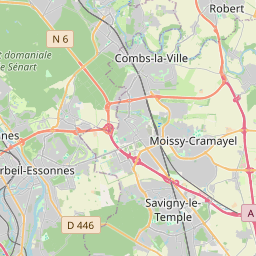 Robert
N 6
Combs-la-Ville
domaniale
Sénart
nes
Moissy-Cramayel
rbeil-Essonnes
Savigny-le-
Temple
A
D 446